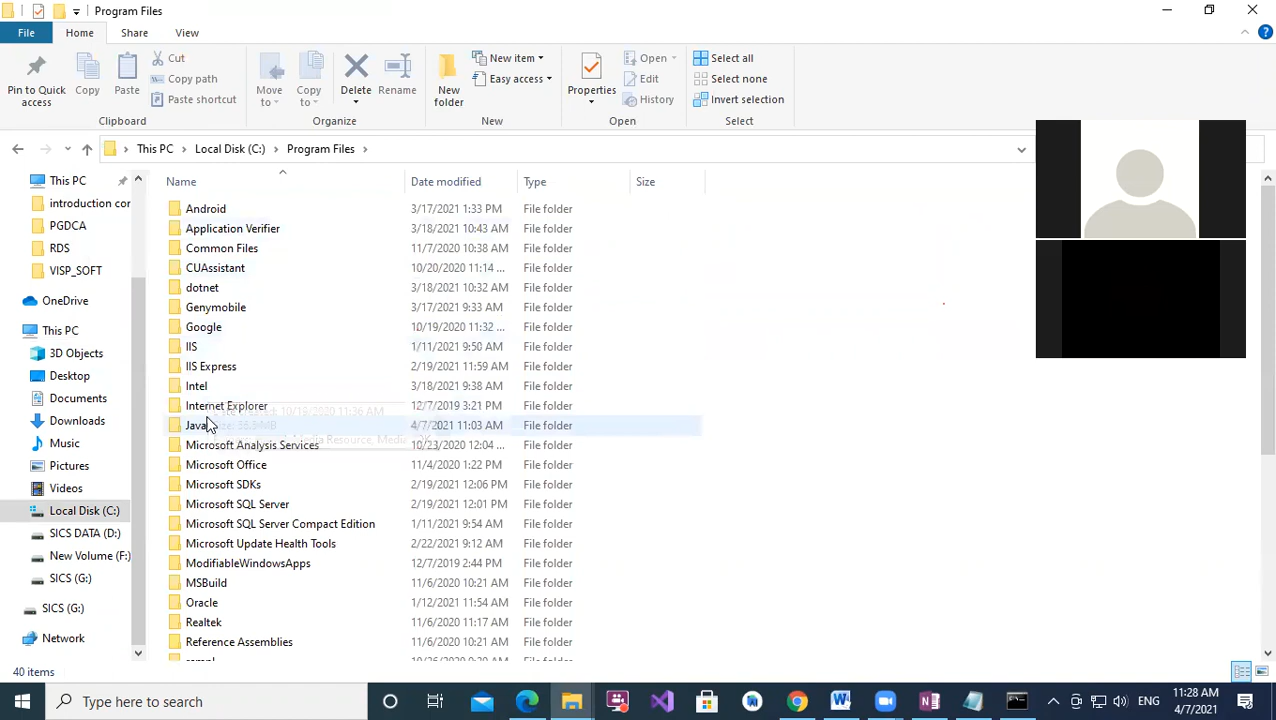 Program Files
File Home Share View
Pin to Quick access
Copy
Paste
Cut
Copy path
Paste shortcut
Clipboard
Move to
Copy to
Delete
Rename
Organize
New folder
New item
Easy access
New
Properties
Open
Edit
History
Open
Select all
Select none
Invert selection
Select
This PC > Local Disk (C:) > Program Files >
This PC
introduction cor
PGDCA
RDS
VISP_SOFT
OneDrive
This PC
3D Objects
Desktop
Documents
Downloads
Music
Pictures
Videos
Local Disk (C:)
SICS DATA (D:)
New Volume (F:)
SICS (G:)
SICS (G:)
Network
Name Date modified Type Size
Android 3/17/2021 1:33 PM File folder
Application Verifier 3/18/2021 10:43 AM File folder
Common Files 11/7/2020 10:38 AM File folder
CUAssistant 10/20/2020 11:14 ... File folder
dotnet 3/18/2021 10:32 AM File folder
Genymobile 3/17/2021 9:33 AM File folder
Google 10/19/2020 11:32 ... File folder
IIS 1/11/2021 9:50 AM File folder
IIS Express 2/19/2021 11:59 AM File folder
Intel 3/18/2021 9:38 AM File folder
Internet Explorer 12/7/2019 3:21 PM File folder
10/19/2020 11:36 AM
Java 4/7/2021 11:03 AM File folder
Media Resource, Media
Microsoft Analysis Services 10/23/2020 12:04 ... File folder
Microsoft Office 11/4/2020 1:22 PM File folder
Microsoft SDKs 2/19/2021 12:06 PM File folder
Microsoft SQL Server 2/19/2021 12:01 PM File folder
Microsoft SQL Server Compact Edition 1/11/2021 9:54 AM File folder
Microsoft Update Health Tools 2/22/2021 9:12 AM File folder
ModifiableWindowsApps 12/7/2019 2:44 PM File folder
MSBuild 11/6/2020 10:21 AM File folder
Oracle 1/12/2021 11:54 AM File folder
Realtek 11/6/2020 11:17 AM File folder
Reference Assemblies 11/6/2020 10:21 AM File folder
40 items
Type here to search
ENG
11:28 AM
4/7/2021